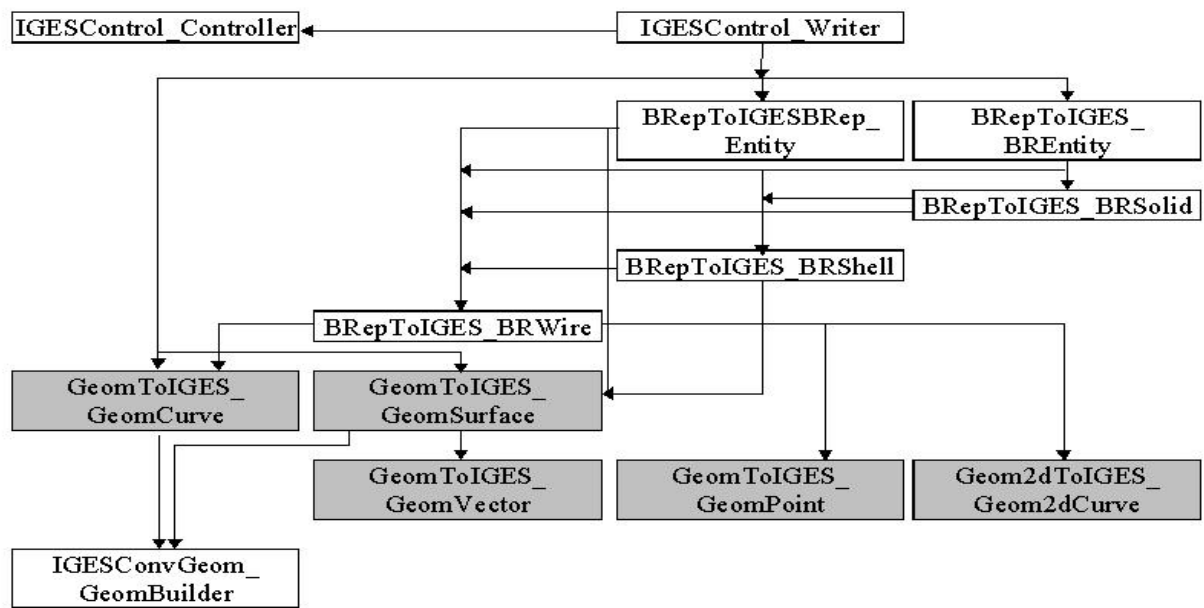 IGESControl_Controller
IGESControl_Writer
BRepToIGESBRep_
Entity
BRepToIGES_
BREntity
BRepToIGES_BRSolid
BRepToIGES_BRShell
BRepToIGES_BRWire
GeomToIGES_
GeomCurve
GeomToIGES_
GeomSurface
GeomToIGES_
GeomVector
GeomToIGES_
GeomPoint
Geom2dToIGES_
Geom2dCurve
IGESConvGeom_
GeomBuilder